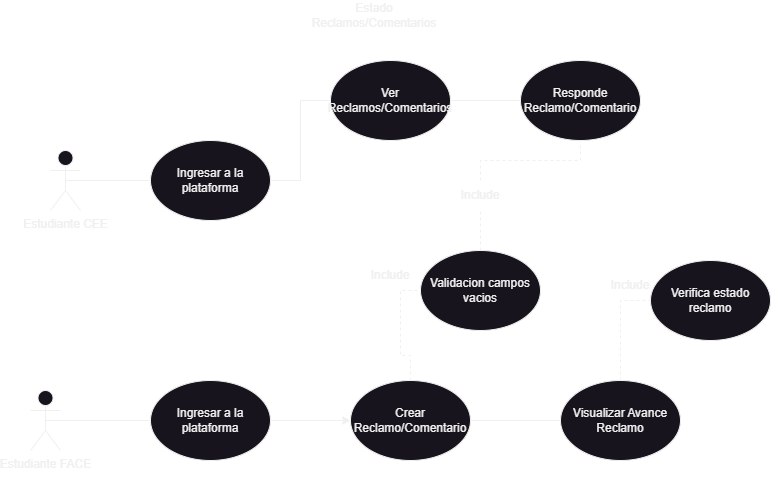 Estado
Reclamos/Comentarios
Ver
Reclamos/Comentarios
Responde
Reclamo/Comentario
Ingresar a la
plataforma
Estudiante CEE
Include
Include
Validacion campos
vacios
Include
Verifica estado
reclamo
Ingresar a la
plataforma
Crear
Reclamo/Comentario
Visualizar Avance
Reclamo
Estudiante FACE